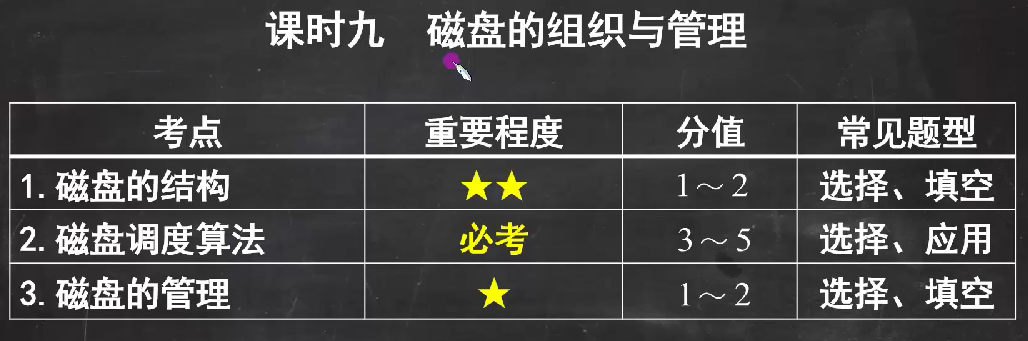 课时九 磁盘的组织与管理
考点 重要程度 分值 常见题型
1.磁盘的结构 ★★ 1～2 选择、填空
2.磁盘调度算法 必考 3～5 选择、应用
3.磁盘的管理 ★ 1～2 选择、填空